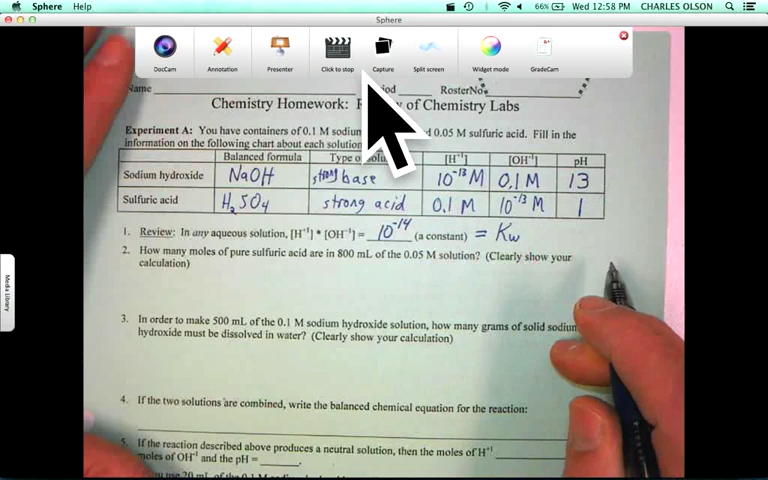 Sphere Help
66% Wed 12:58 PM CHARLES OLSON
Sphere
DocCam Annotation Presenter Click to stop Capture Split screen Widget mode GradeCam
Name Period RosterNo.
Chemistry Homework: of Chemistry Labs
Experiment A: You have containers of 0.1 M sodium 0.05 M sulfuric acid. Fill in the
information on the following chart about each solution
Balanced formula Type of [H⁺¹] [OH⁻¹] pH
Sodium hydroxide NaOH strong base 10⁻¹³ M 0.1 M 13
Sulfuric acid H₂SO₄ strong acid 0.1 M 10⁻¹³ M 1
1. Review: In any aqueous solution, [H⁺¹] * [OH⁻¹] = 10⁻¹⁴ (a constant) = Kw
2. How many moles of pure sulfuric acid are in 800 mL of the 0.05 M solution? (Clearly show your
calculation)
3. In order to make 500 mL of the 0.1 M sodium hydroxide solution, how many grams of solid sodium
hydroxide must be dissolved in water? (Clearly show your calculation)
4. If the two solutions are combined, write the balanced chemical equation for the reaction:
5. If the reaction described above produces a neutral solution, then the moles of H⁺¹
moles of OH⁻¹ and the pH = ______.
Media Library